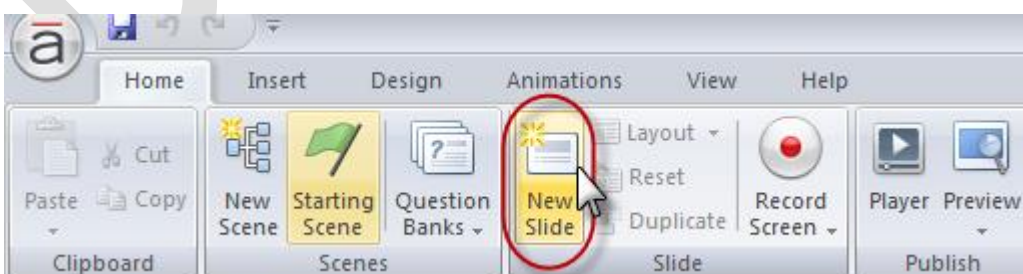 ā
Home Insert Design Animations View Help
Cut
Layout
Reset
Paste Copy New Scene Starting Scene Question Banks New Slide Duplicate Record Screen Player Preview
Clipboard Scenes Slide Publish